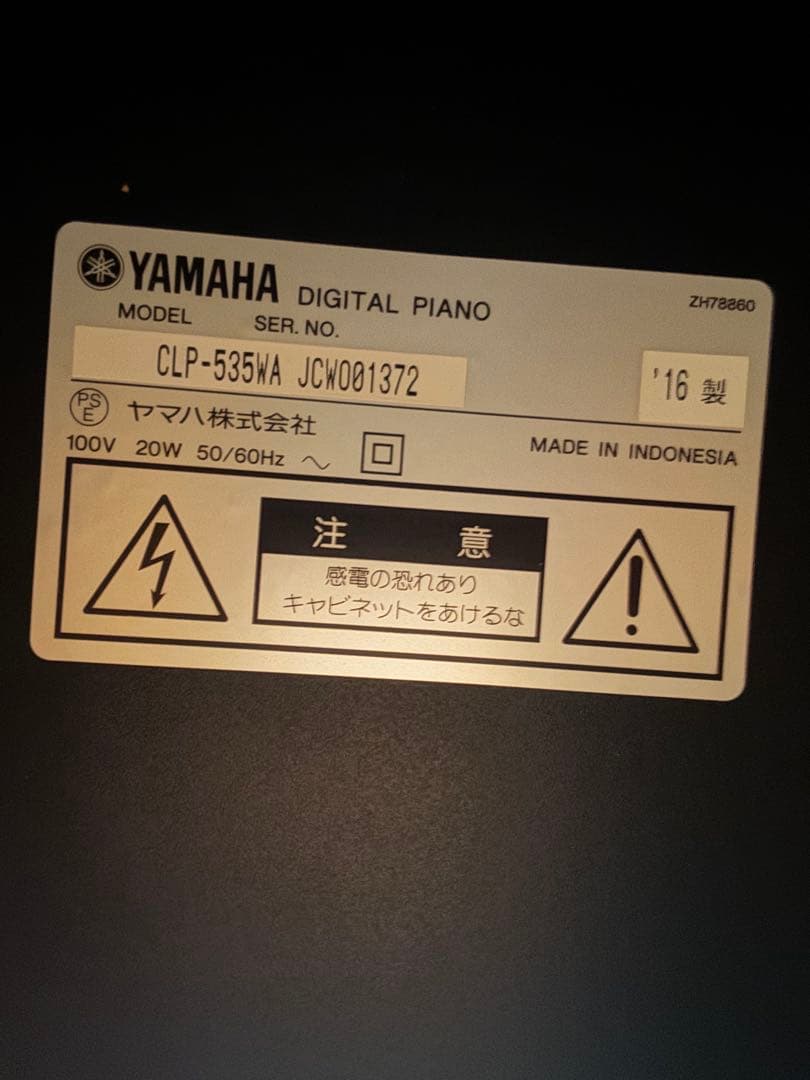 YAMAHA DIGITAL PIANO
ZH78860
MODEL SER. NO.
CLP-535WA JCWO01372
'16 製
PS E ヤマハ株式会社
100V 20W 50/60Hz
MADE IN INDONESIA
注意
感電の恐れあり
キャビネットをあけるな